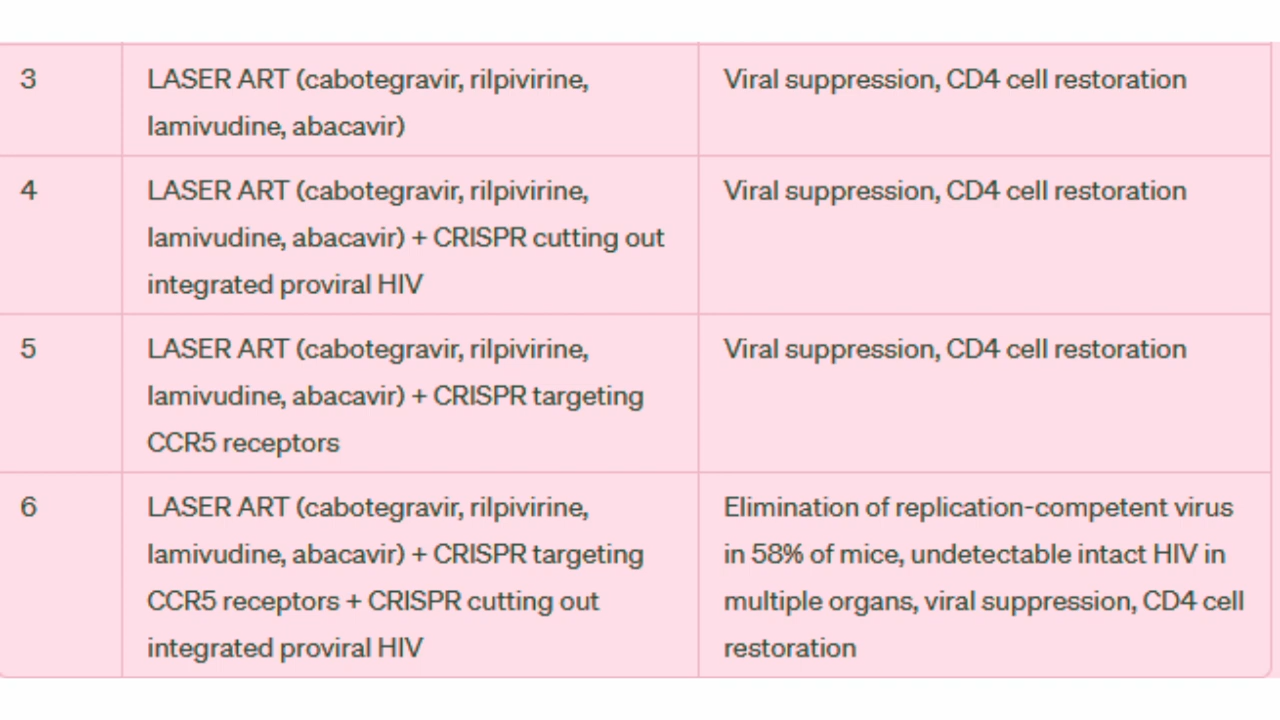 3
LASER ART (cabotegravir, rilpivirine,
lamivudine, abacavir)
Viral suppression, CD4 cell restoration
4
LASER ART (cabotegravir, rilpivirine,
lamivudine, abacavir) + CRISPR cutting out
integrated proviral HIV
Viral suppression, CD4 cell restoration
5
LASER ART (cabotegravir, rilpivirine,
lamivudine, abacavir) + CRISPR targeting
CCR5 receptors
Viral suppression, CD4 cell restoration
6
LASER ART (cabotegravir, rilpivirine,
lamivudine, abacavir) + CRISPR targeting
CCR5 receptors + CRISPR cutting out
integrated proviral HIV
Elimination of replication-competent virus
in 58% of mice, undetectable intact HIV in
multiple organs, viral suppression, CD4 cell
restoration